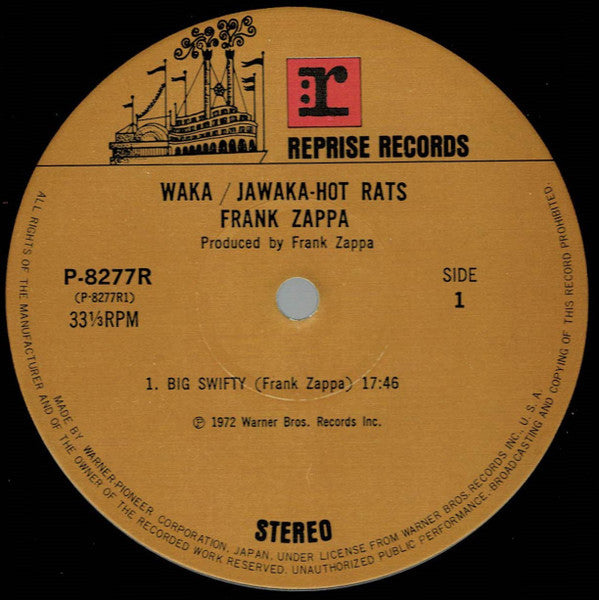 :r
REPRISE RECORDS
WAKA / JAWAKA-HOT RATS
FRANK ZAPPA
Produced by Frank Zappa
P-8277R
(P-8277R1)
33⅓RPM
SIDE
1
1. BIG SWIFTY (Frank Zappa) 17:46
℗ 1972 Warner Bros. Records Inc.
STEREO
ALL RIGHTS OF THE MANUFACTURER AND OF THE OWNER OF THE RECORDED WORK RESERVED. UNAUTHORIZED PUBLIC PERFORMANCE, BROADCASTING AND COPYING OF THIS RECORD PROHIBITED.
MADE BY WARNER-PIONEER CORPORATION, JAPAN, UNDER LICENSE FROM WARNER BROS. RECORDS INC., U.S.A.